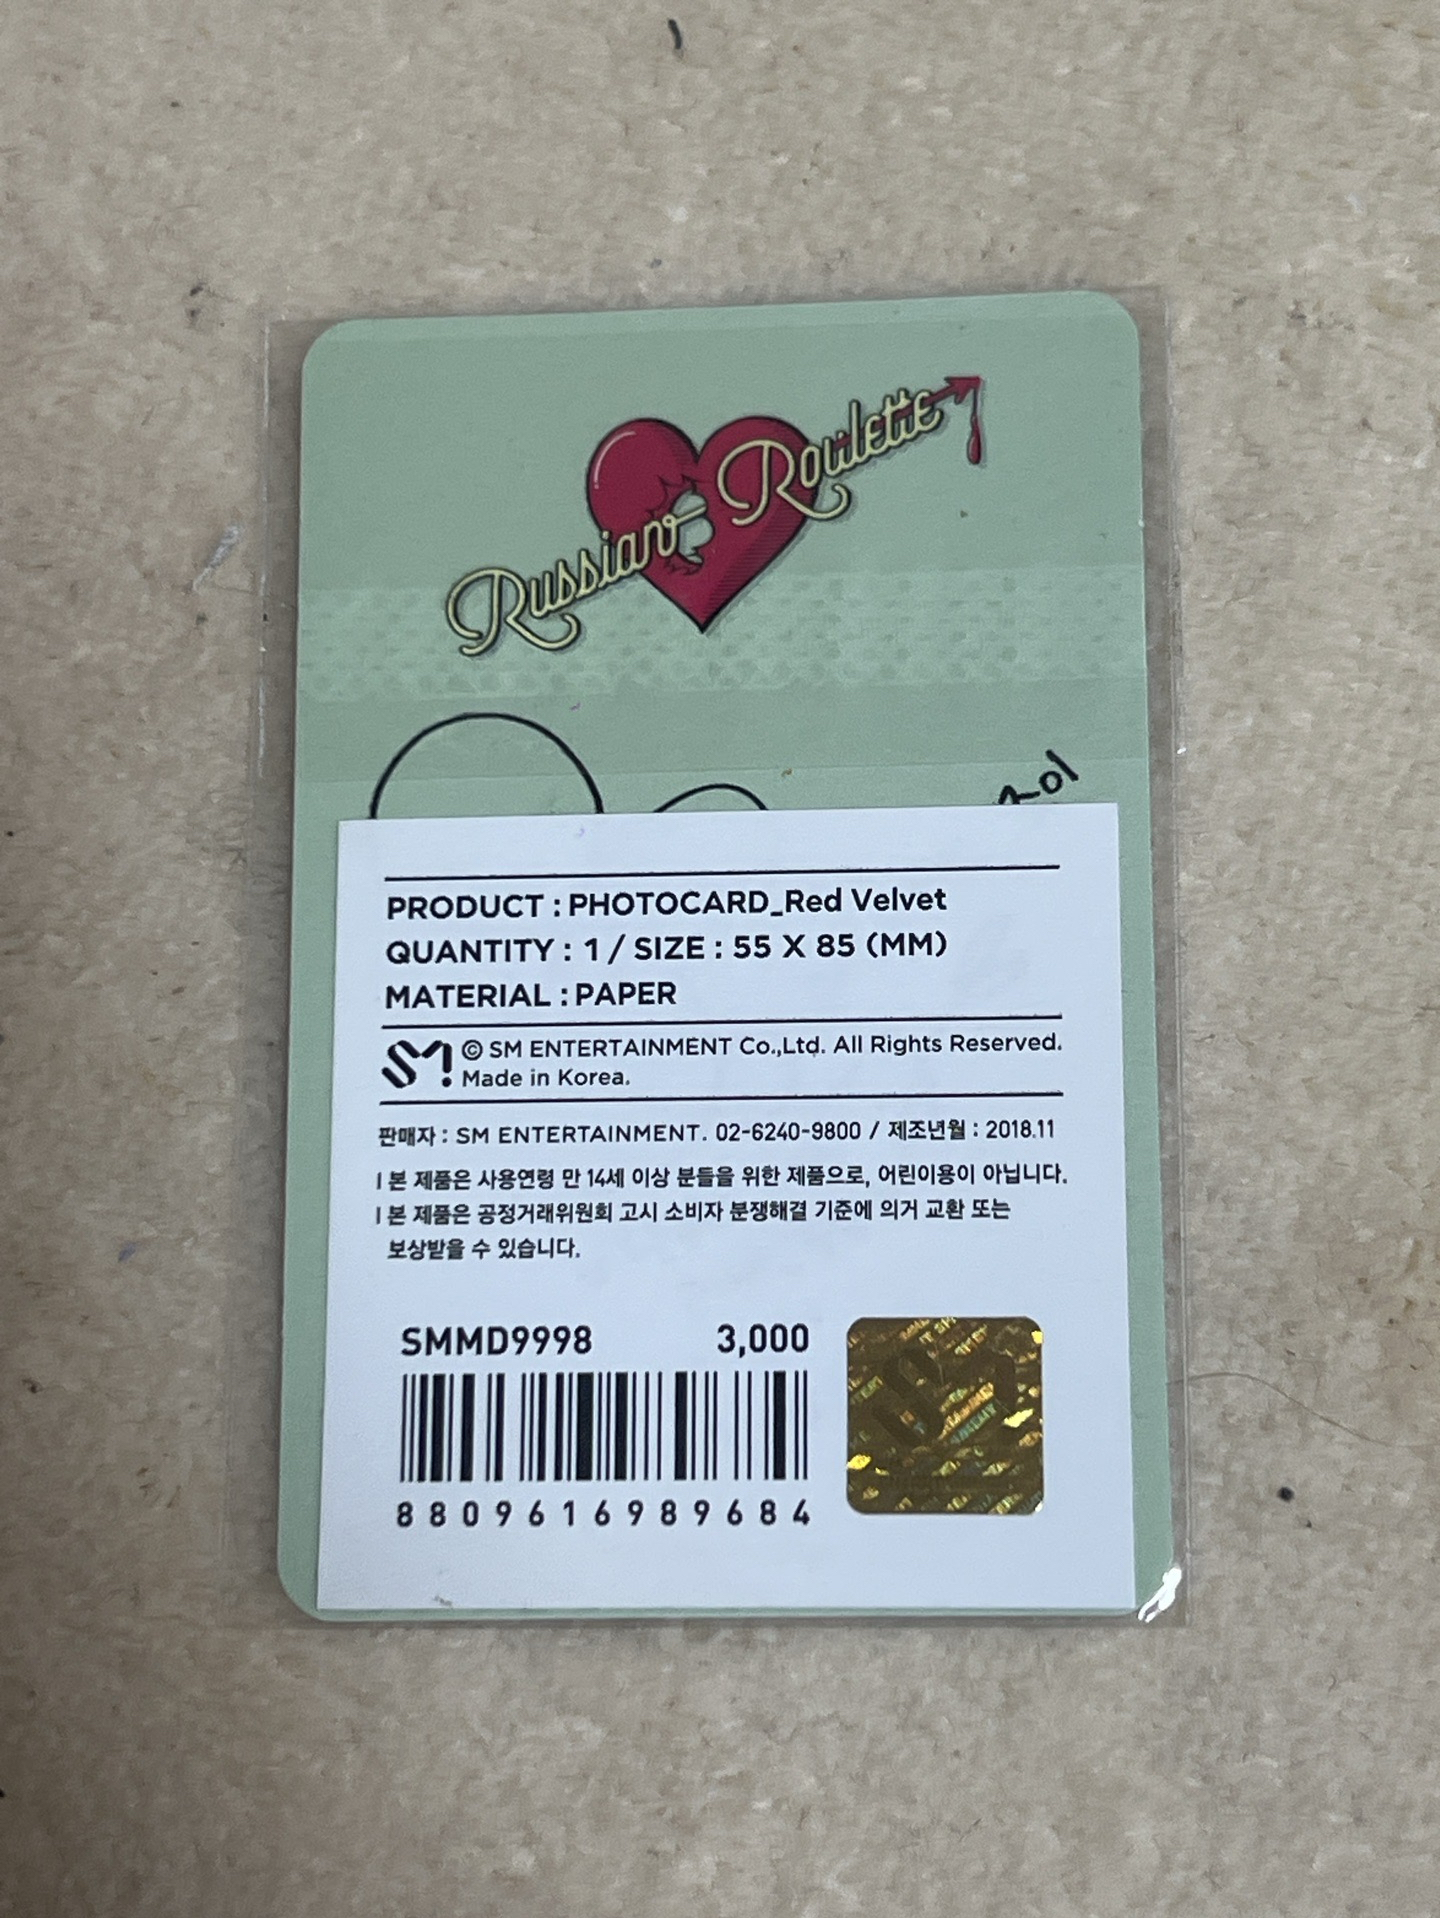 Russian Roulette
PRODUCT : PHOTOCARD_Red Velvet
QUANTITY : 1 / SIZE : 55 X 85 (MM)
MATERIAL : PAPER
SM
© SM ENTERTAINMENT Co.,Ltd. All Rights Reserved.
Made in Korea.
판매자 : SM ENTERTAINMENT. 02-6240-9800 / 제조년월 : 2018.11
l 본 제품은 사용연령 만 14세 이상 분들을 위한 제품으로, 어린이용이 아닙니다.
l 본 제품은 공정거래위원회 고시 소비자 분쟁해결 기준에 의거 교환 또는
보상받을 수 있습니다.
SMMD9998 3,000
8809616989684